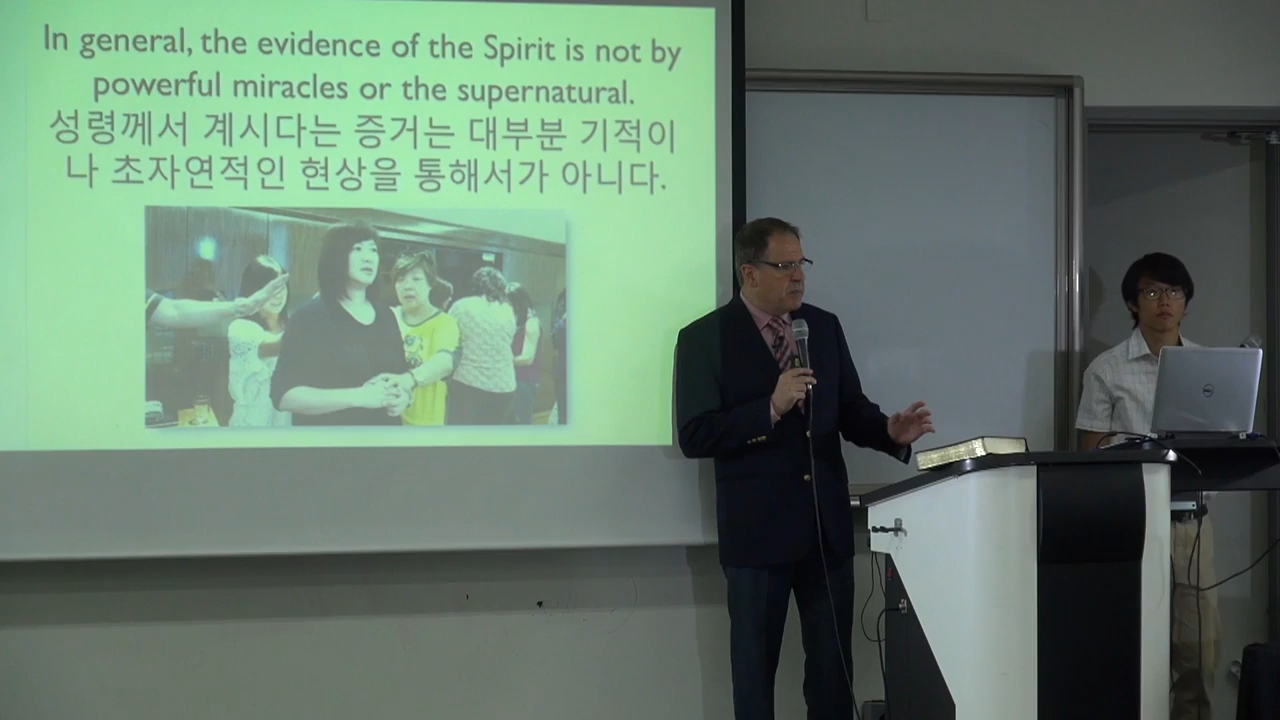 In general, the evidence of the Spirit is not by
powerful miracles or the supernatural.
성령께서 계시다는 증거는 대부분 기적이
나 초자연적인 현상을 통해서가 아니다.
DELL